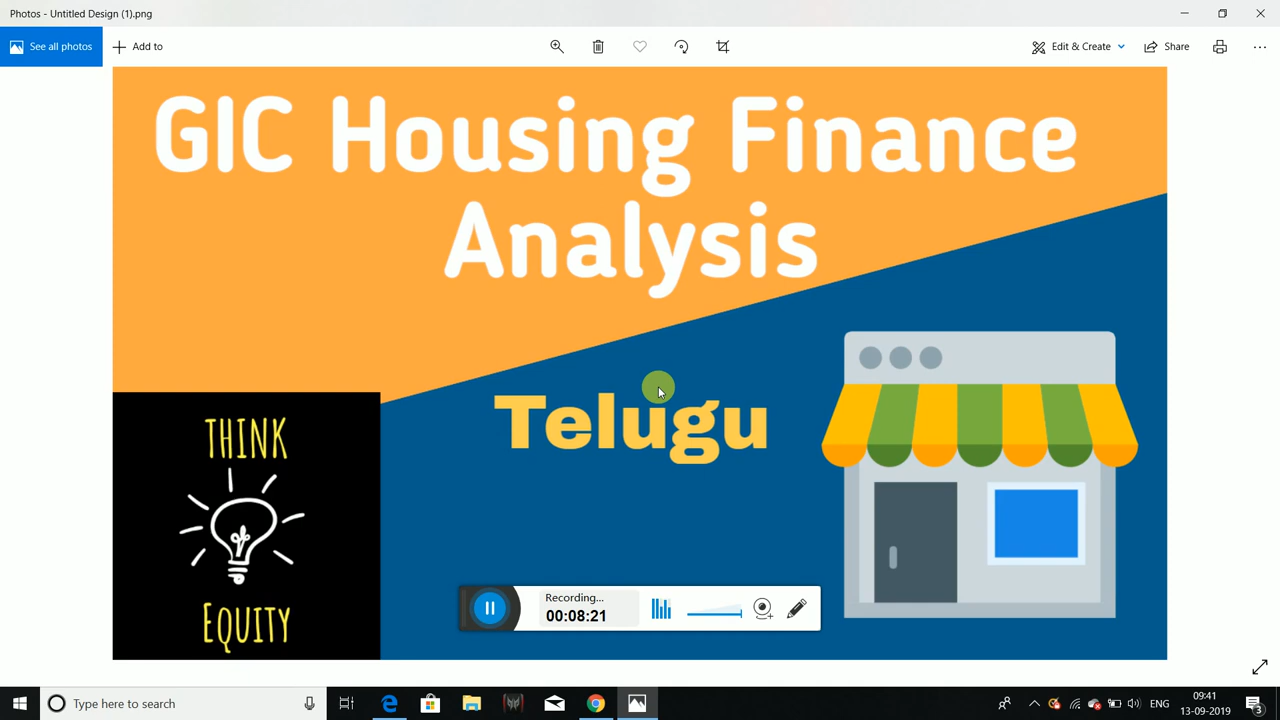 Photos - Untitled Design (1).png
See all photos
Add to
Edit & Create
Share
GIC Housing Finance
Analysis
Telugu
THINK
EQUITY
Recording...
00:08:21
Type here to search
ENG
09:41
13-09-2019
3